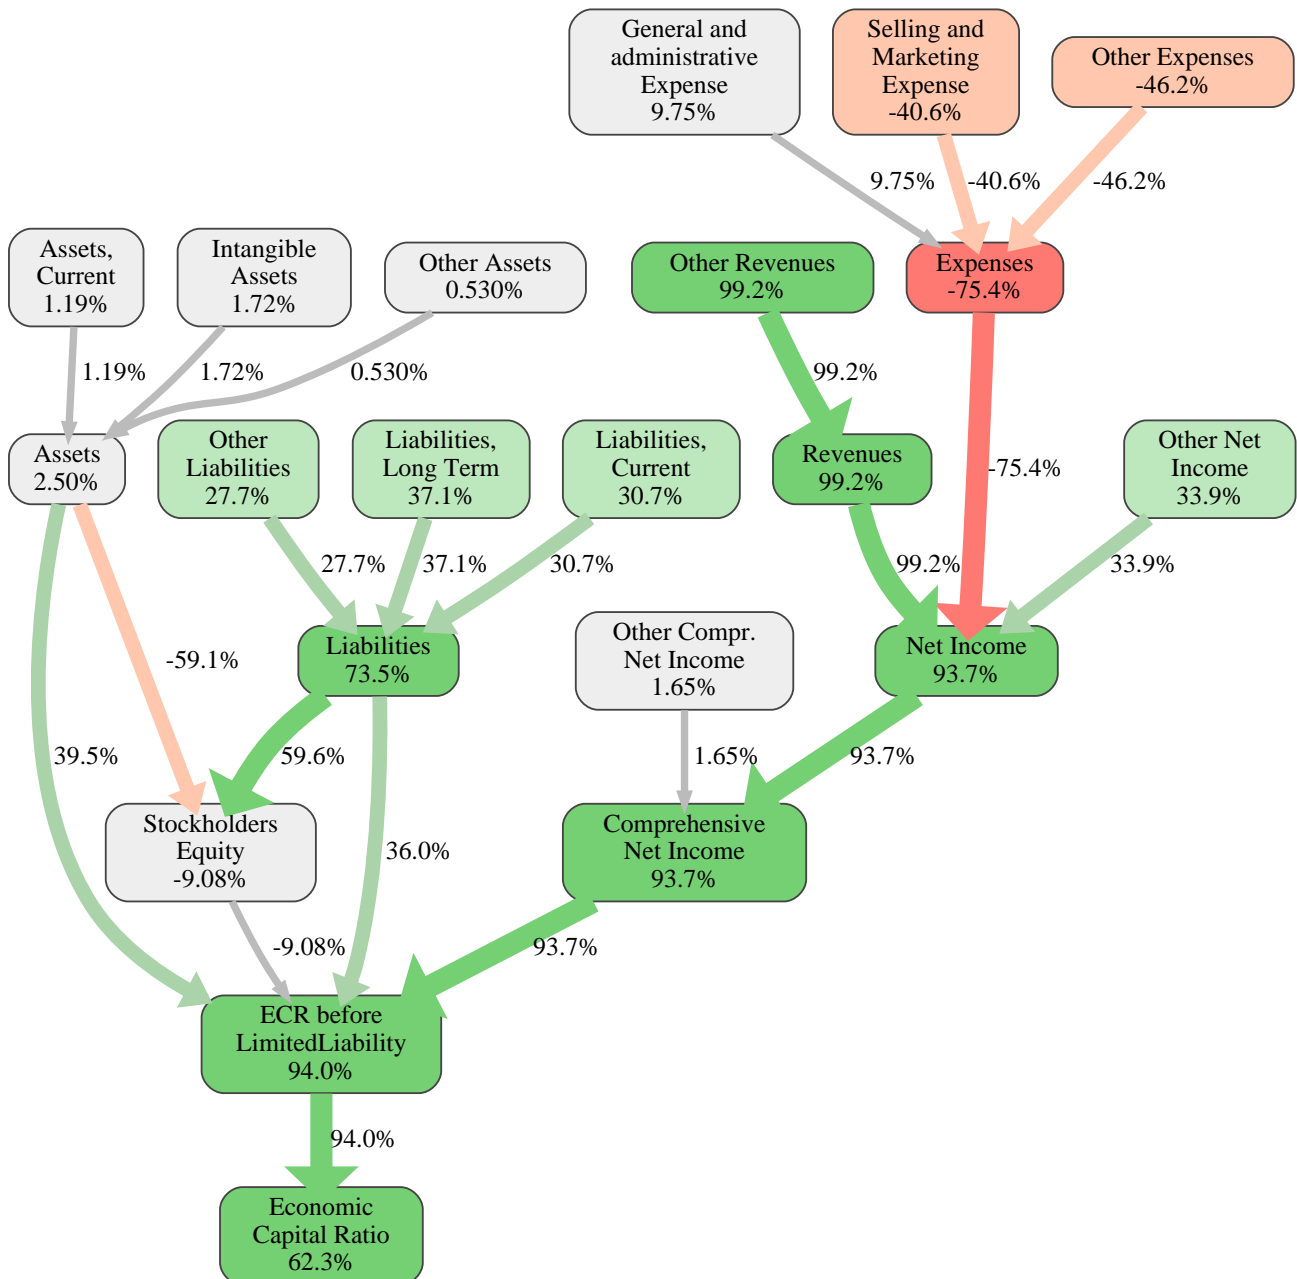 General and
administrative
Expense
9.75%
Selling and
Marketing
Expense
-40.6%
Other Expenses
-46.2%
9.75%
-40.6%
-46.2%
Assets,
Current
1.19%
Intangible
Assets
1.72%
Other Assets
0.530%
Other Revenues
99.2%
Expenses
-75.4%
1.19%
1.72%
0.530%
99.2%
-75.4%
Assets
2.50%
Other
Liabilities
27.7%
Liabilities,
Long Term
37.1%
Liabilities,
Current
30.7%
Revenues
99.2%
Other Net
Income
33.9%
27.7%
37.1%
30.7%
99.2%
33.9%
-59.1%
Liabilities
73.5%
Other Compr.
Net Income
1.65%
Net Income
93.7%
39.5%
59.6%
1.65%
93.7%
Stockholders
Equity
-9.08%
36.0%
Comprehensive
Net Income
93.7%
-9.08%
93.7%
ECR before
LimitedLiability
94.0%
94.0%
Economic
Capital Ratio
62.3%